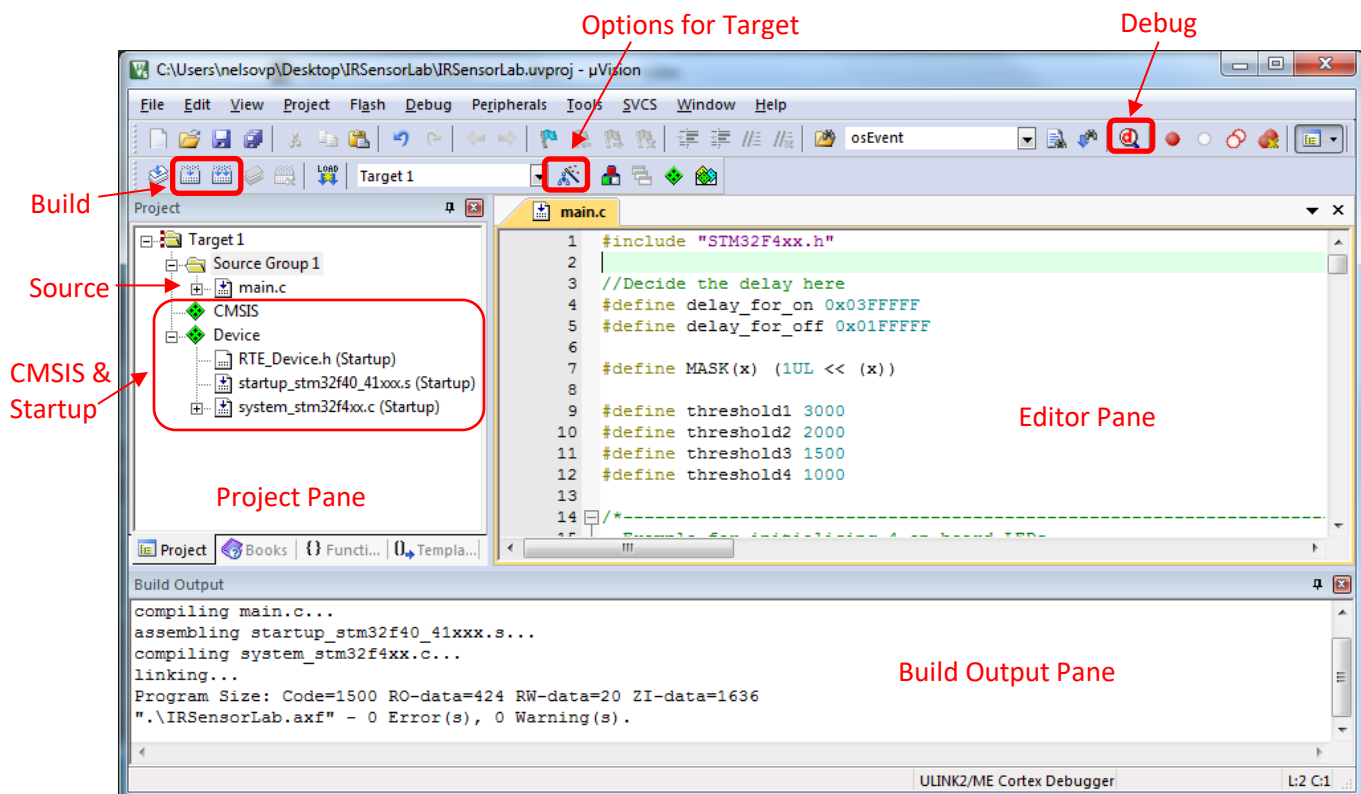 Options for Target
Debug
C:\Users\nelsovp\Desktop\IRSensorLab\IRSensorLab.uvproj - µVision
File Edit View Project Flash Debug Peripherals Tools SVCS Window Help
osEvent
LOAD
Target 1
Build
Project
main.c
Target 1
Source Group 1
Source
main.c
CMSIS
Device
RTE_Device.h (Startup)
startup_stm32f40_41xxx.s (Startup)
system_stm32f4xx.c (Startup)
CMSIS &
Startup
Project Pane
Project Books {} Functi... 0 Templa...
1 #include "STM32F4xx.h"
2
3 //Decide the delay here
4 #define delay_for_on 0x03FFFFF
5 #define delay_for_off 0x01FFFFF
6
7 #define MASK(x) (1UL << (x))
8
9 #define threshold1 3000
10 #define threshold2 2000
11 #define threshold3 1500
12 #define threshold4 1000
13
14 /*----------------------------------------------------------------------------
Editor Pane
Build Output
compiling main.c...
assembling startup_stm32f40_41xxx.s...
compiling system_stm32f4xx.c...
linking...
Program Size: Code=1500 RO-data=424 RW-data=20 ZI-data=1636
".\IRSensorLab.axf" - 0 Error(s), 0 Warning(s).
Build Output Pane
ULINK2/ME Cortex Debugger
L:2 C:1